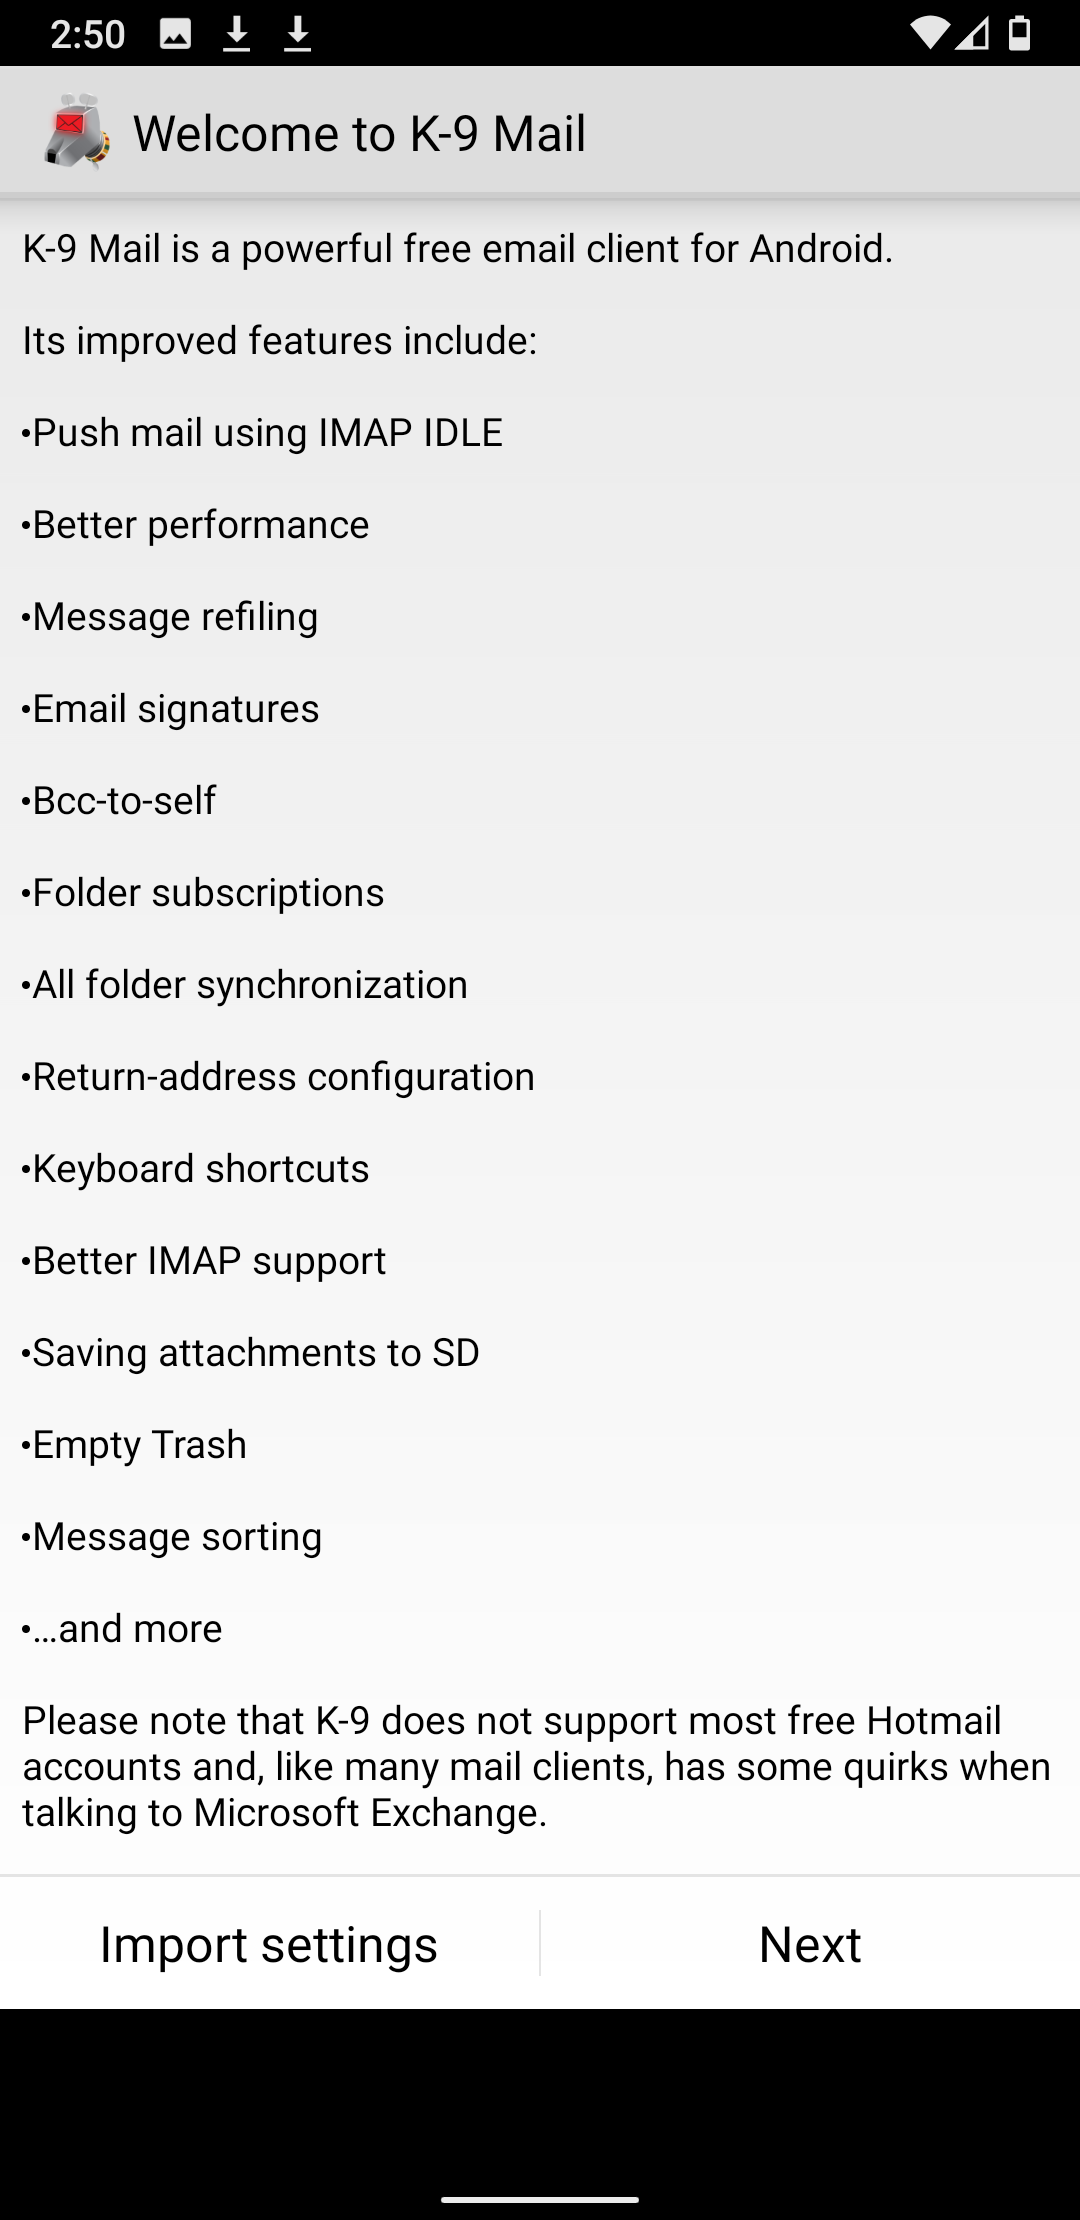 2:50
Welcome to K-9 Mail
K-9 Mail is a powerful free email client for Android.
Its improved features include:
•Push mail using IMAP IDLE
•Better performance
•Message refiling
•Email signatures
•Bcc-to-self
•Folder subscriptions
•All folder synchronization
•Return-address configuration
•Keyboard shortcuts
•Better IMAP support
•Saving attachments to SD
•Empty Trash
•Message sorting
•…and more
Please note that K-9 does not support most free Hotmail
accounts and, like many mail clients, has some quirks when
talking to Microsoft Exchange.
Import settings
Next